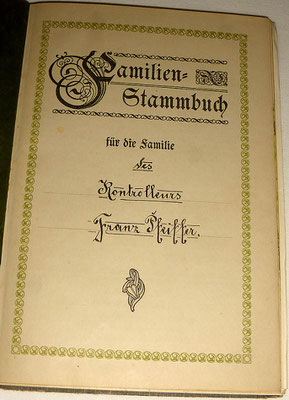 Familien-
Stammbuch
für die Familie
des
Kontrolleurs
Franz Pfeiffer.